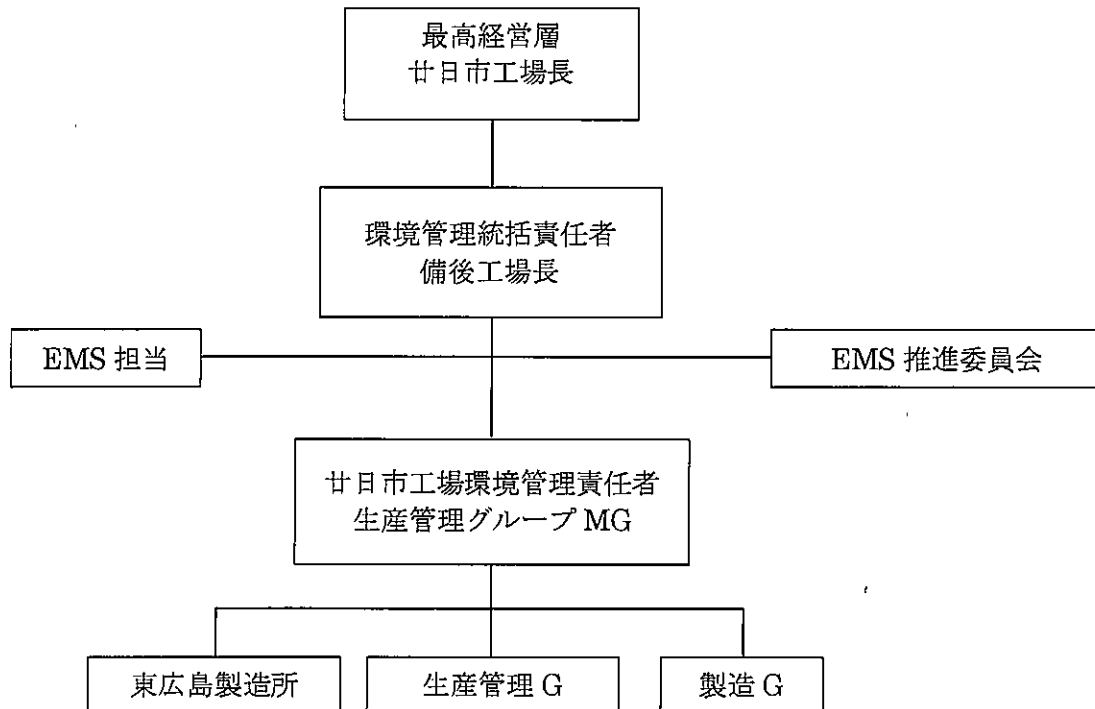 最高経営層
廿日市工場長
環境管理統括責任者
備後工場長
EMS 担当
EMS 推進委員会
廿日市工場環境管理責任者
生産管理グループ MG
東広島製造所
生産管理 G
製造 G